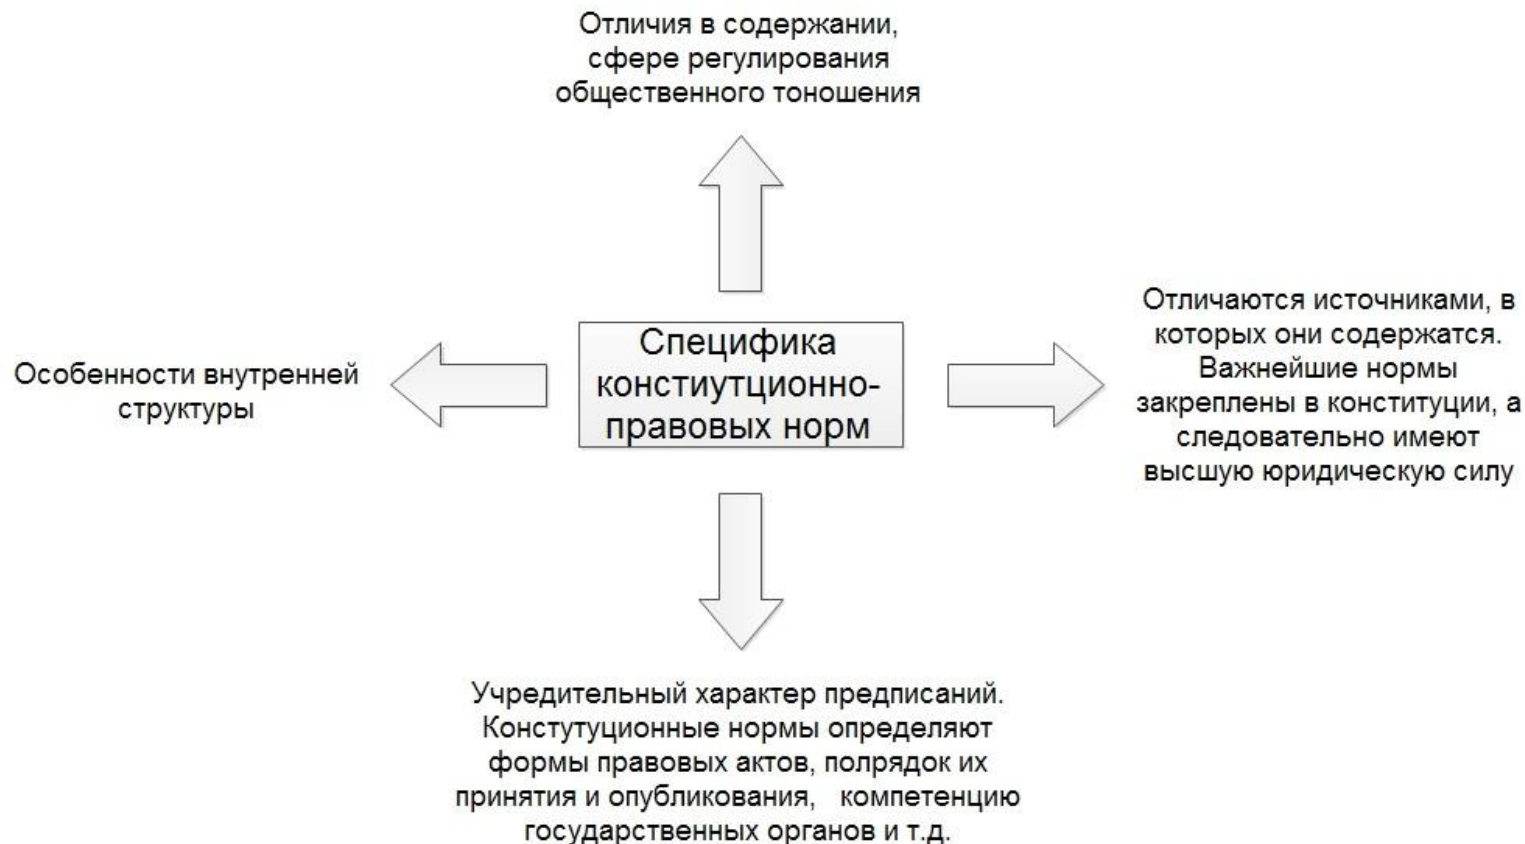 Отличия в содержании,
сфере регулирования
общественного тоношения
Особенности внутренней
структуры
Специфика
констиутционно-
правовых норм
Отличаются источниками, в
которых они содержатся.
Важнейшие нормы
закреплены в конституции, а
следовательно имеют
высшую юридическую силу
Учредительный характер предписаний.
Констутуционные нормы определяют
формы правовых актов, полрядок их
принятия и опубликования, компетенцию
государственных органов и т.д.